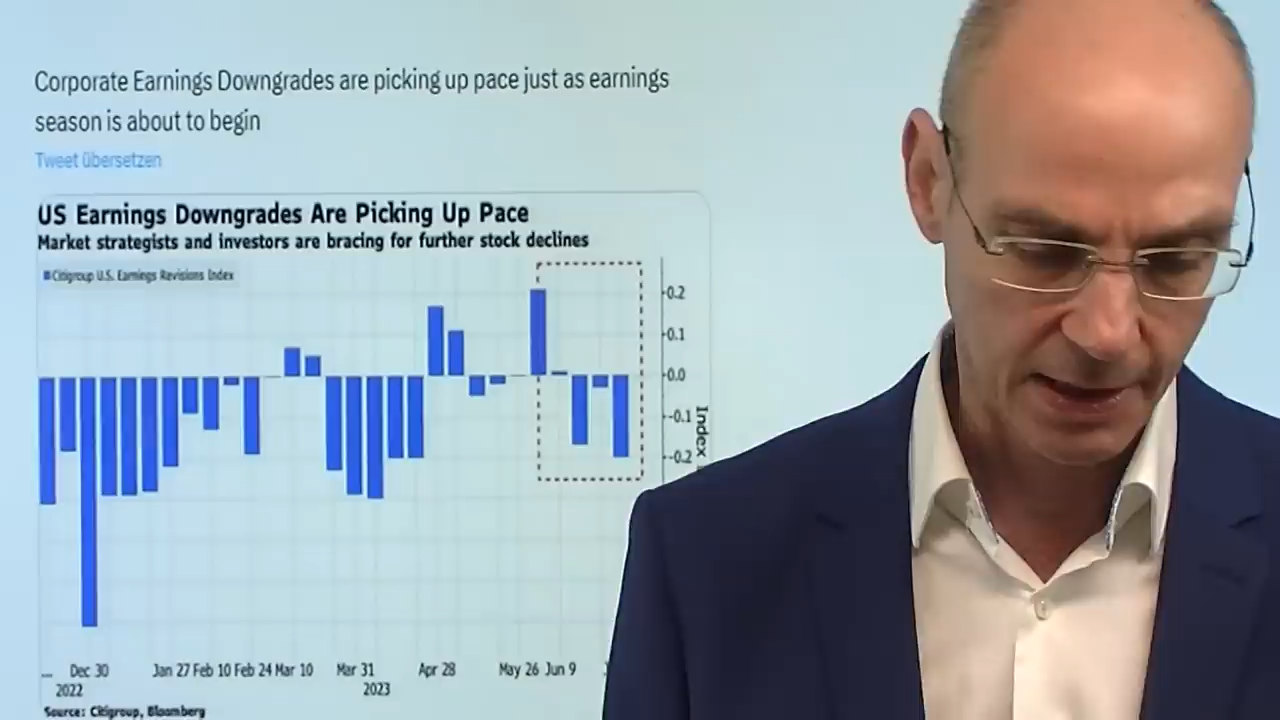 Corporate Earnings Downgrades are picking up pace just as earnings
season is about to begin
Tweet übersetzen
US Earnings Downgrades Are Picking Up Pace
Market strategists and investors are bracing for further stock declines
Citigroup U.S. Earnings Revisions Index
0.2
0.1
0.0
-0.1
-0.2
Index
... Dec 30 Jan 27 Feb 10 Feb 24 Mar 10 Mar 31 Apr 28 May 26 Jun 9
2022 2023
Source: Citigroup, Bloomberg